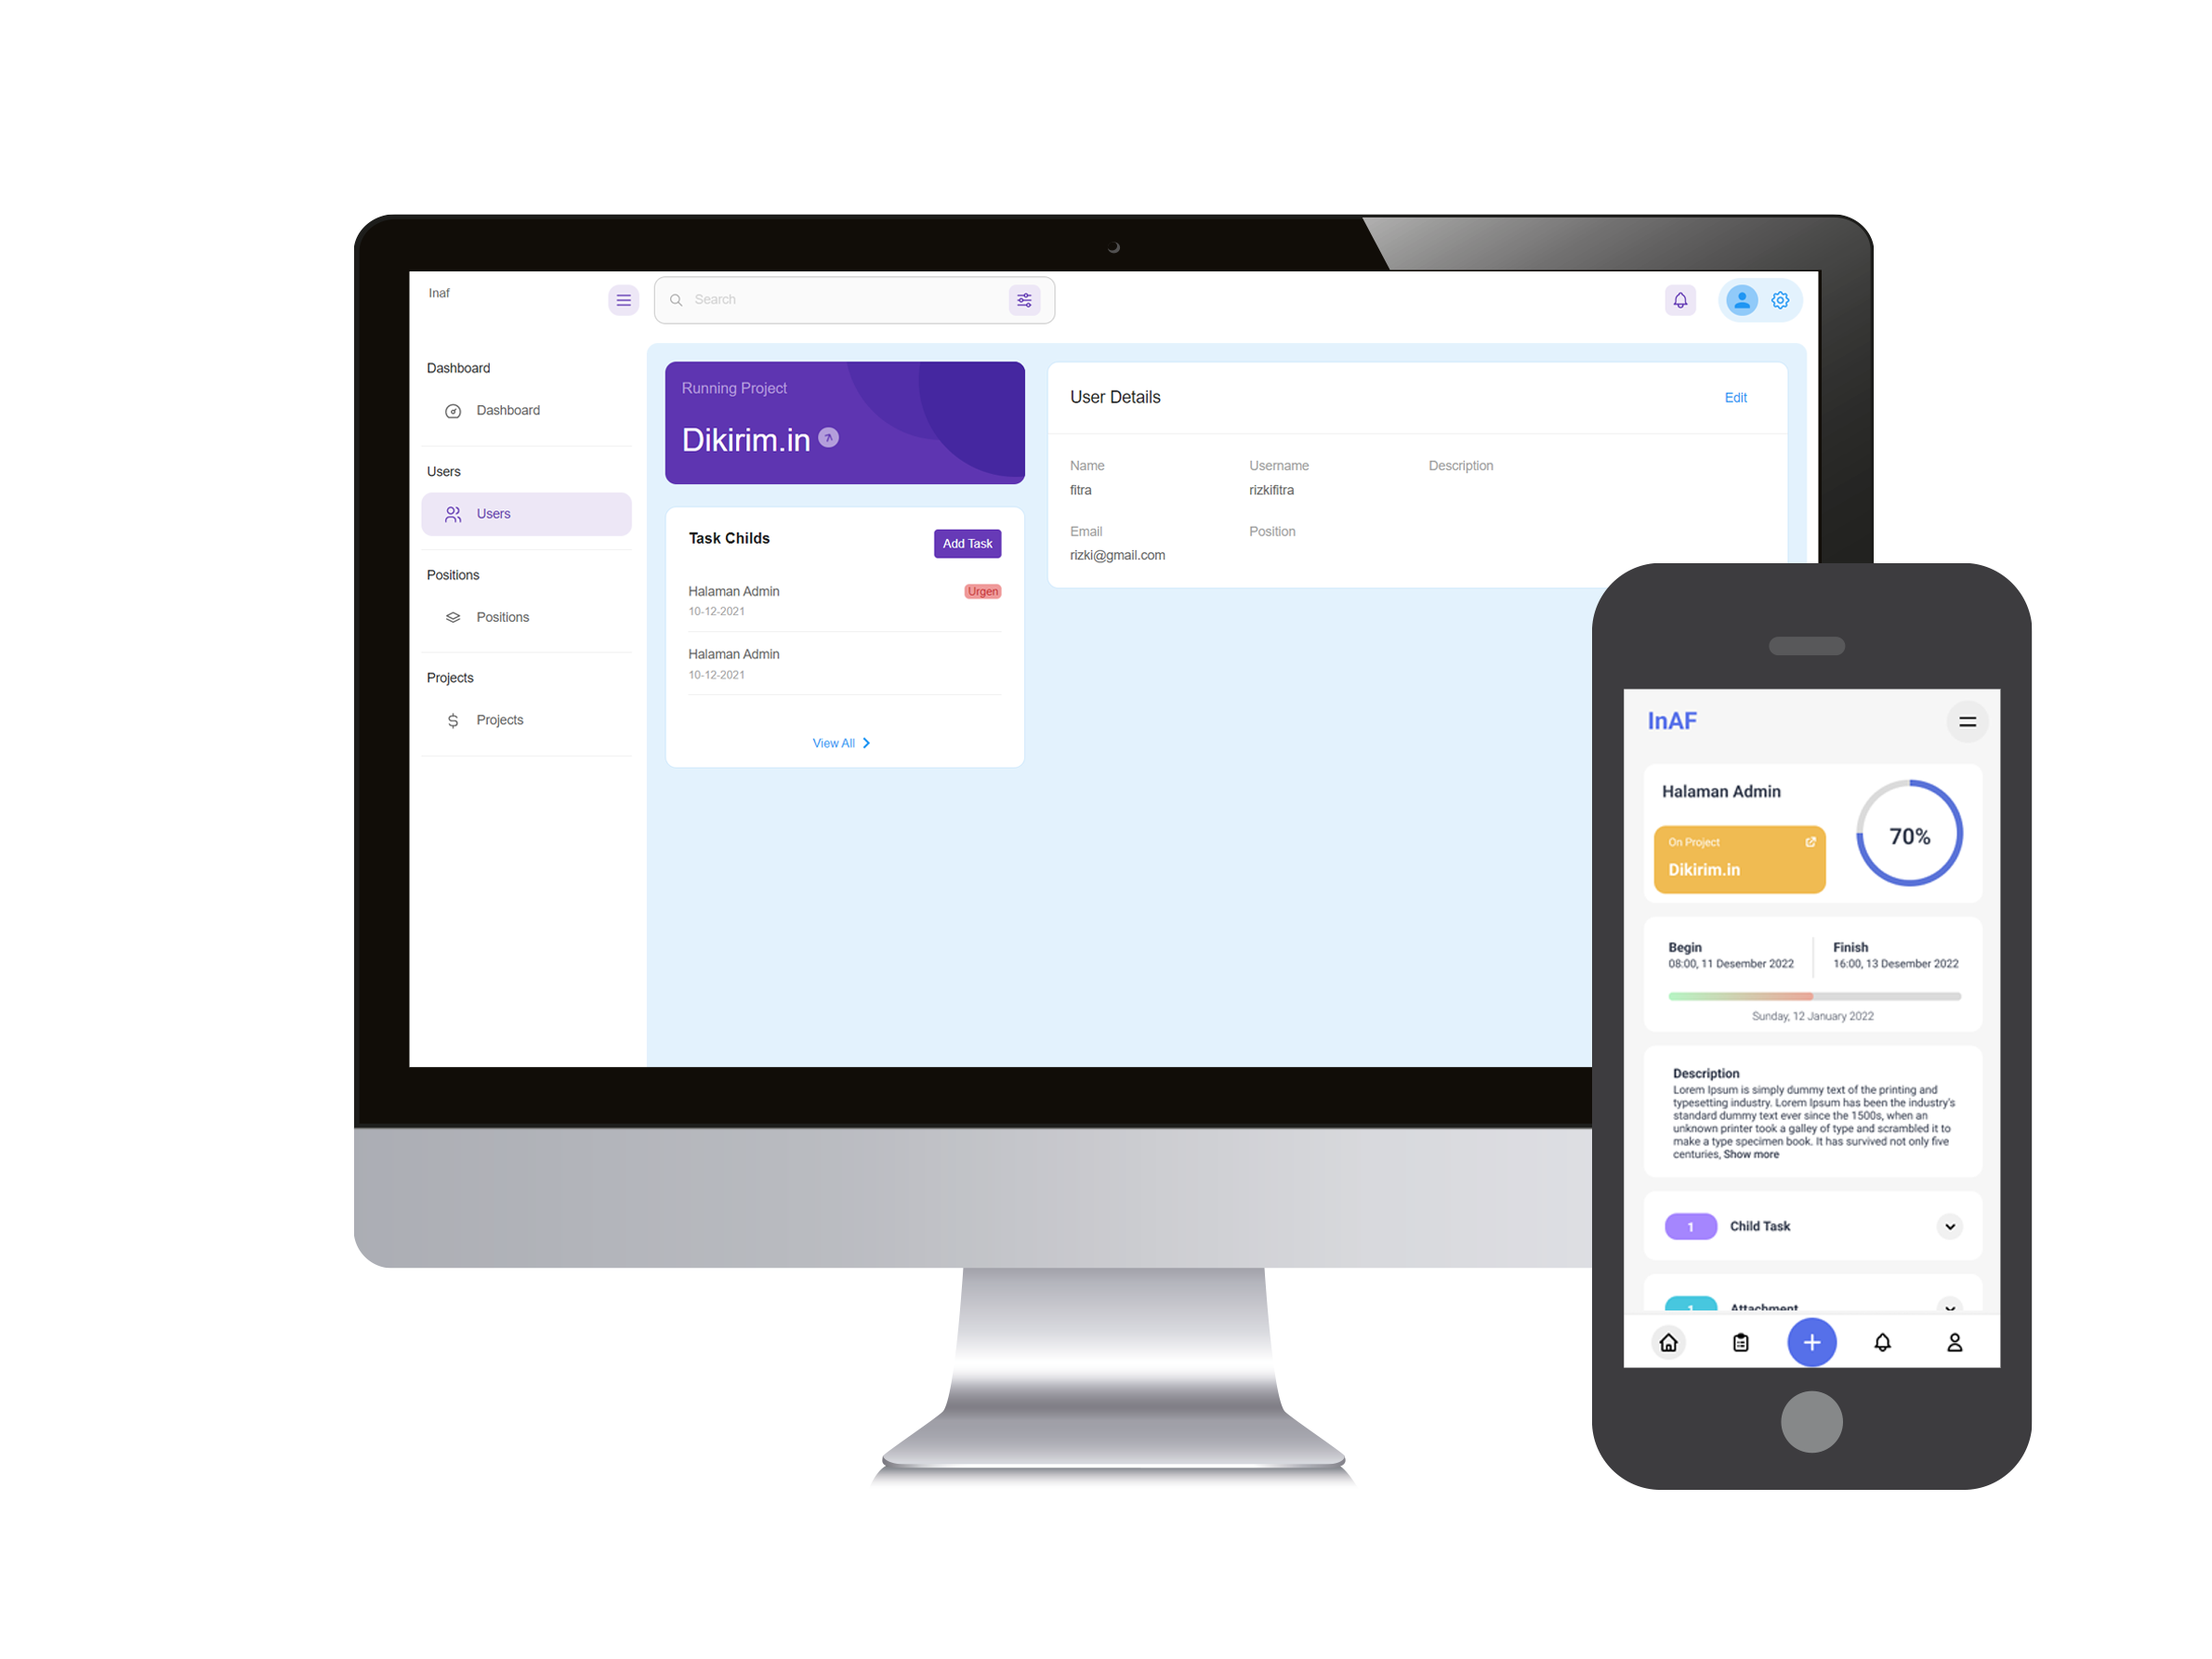 Inaf
Search
Dashboard
Dashboard
Users
Users
Positions
Positions
Projects
Projects
Running Project
Dikirim.in
Task Childs
Add Task
Halaman Admin
Urgen
10-12-2021
Halaman Admin
10-12-2021
View All
User Details
Edit
Name
Username
Description
fitra
rizkifitra
Email
Position
rizki@gmail.com
InAF
Halaman Admin
On Project
Dikirim.in
70%
Begin
Finish
08:00, 11 Desember 2022
16:00, 13 Desember 2022
Sunday, 12 January 2022
Description
Lorem Ipsum is simply dummy text of the printing and
typesetting industry. Lorem Ipsum has been the industry's
standard dummy text ever since the 1500s, when an
unknown printer took a galley of type and scrambled it to
make a type specimen book. It has survived not only five
centuries, Show more
1 Child Task
1 Attachment